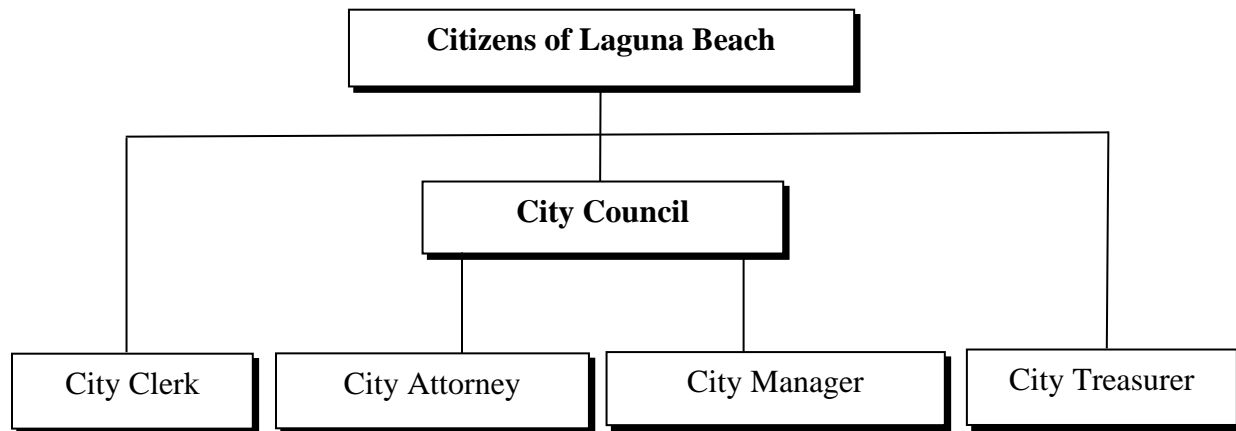 Citizens of Laguna Beach
City Council
City Clerk
City Attorney
City Manager
City Treasurer